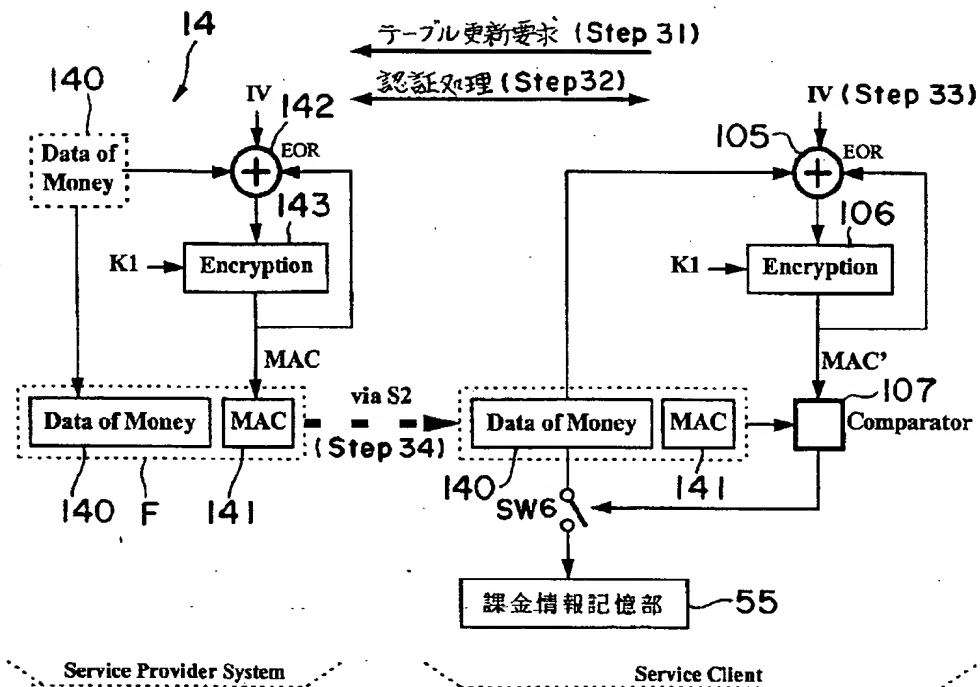 14
テーブル更新要求 (Step 31)
認証処理 (Step32)
140
IV
142
IV (Step 33)
105
Data of
Money
EOR
EOR
143
106
K1
Encryption
K1
Encryption
MAC
MAC'
107
Comparator
via S2
Data of Money
MAC
(Step 34)
Data of Money
MAC
140
F
141
140
141
SW6
課金情報記憶部
55
Service Provider System
Service Client